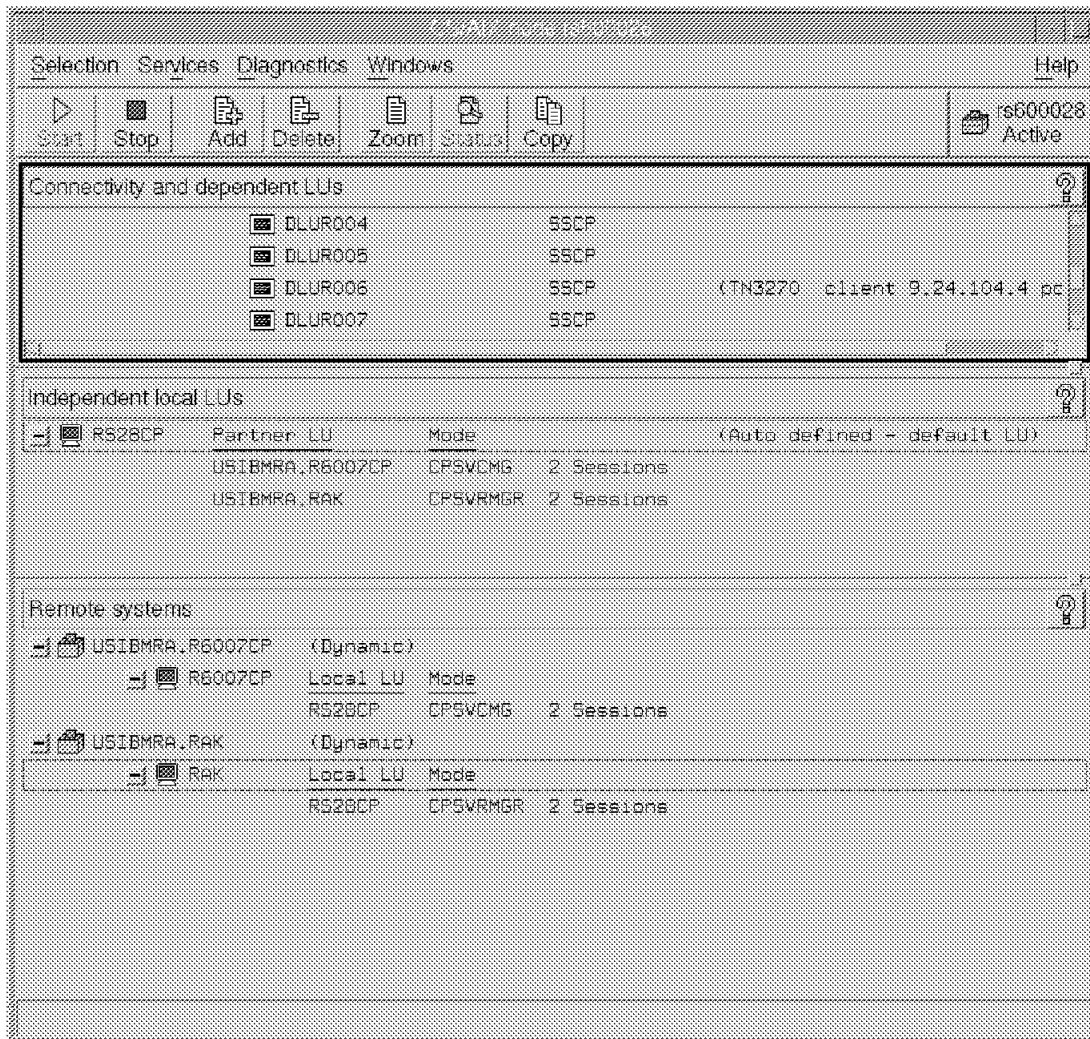 Selection Services Diagnostics Windows Help
Start Stop Add Delete Zoom Status Copy
rs600028
Active
Connectivity and dependent LUs
DLUR004 SSCP
DLUR005 SSCP
DLUR006 SSCP (TN3270 client 9.24.104.4 pc
DLUR007 SSCP
Independent local LUs
RS28CP Partner LU Mode (Auto defined - default LU)
USIBMRA.R6007CP CPSVCMG 2 Sessions
USIBMRA.RAK CPSVRMGR 2 Sessions
Remote systems
USIBMRA.R6007CP (Dynamic)
R6007CP Local LU Mode
RS28CP CPSVCMG 2 Sessions
USIBMRA.RAK (Dynamic)
RAK Local LU Mode
RS28CP CPSVRMGR 2 Sessions